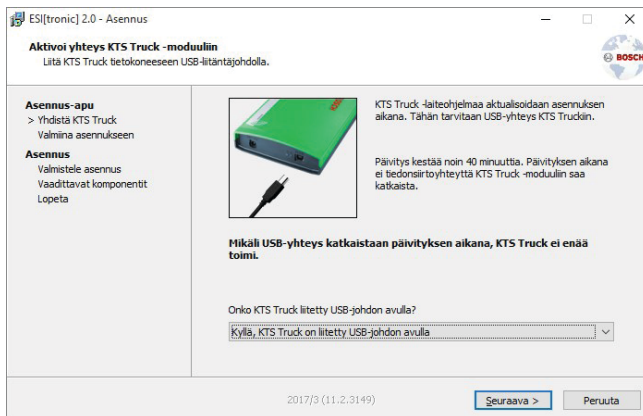 ESI[tronic] 2.0 - Asennus
Aktivoi yhteys KTS Truck -moduuliin
Liitä KTS Truck tietokoneeseen USB-liitäntäjohdolla.
BOSCH
Asennus-apu
> Yhdistä KTS Truck
Valmiina asennukseen
Asennus
Valmistele asennus
Vaadittavat komponentit
Lopeta
KTS Truck -laiteohjelmaa aktualisoidaan asennuksen
aikana. Tähän tarvitaan USB-yhteys KTS Truckiin.
Päivitys kestää noin 40 minuuttia. Päivityksen aikana
ei tiedonsiirtoyhteyttä KTS Truck -moduuliin saa
katkaista.
Mikäli USB-yhteys katkaistaan päivityksen aikana, KTS Truck ei enää
toimi.
Onko KTS Truck liitetty USB-johdon avulla?
Kyllä, KTS Truck on liitetty USB-johdon avulla
2017/3 (11.2.3149)
Seuraava >
Peruuta